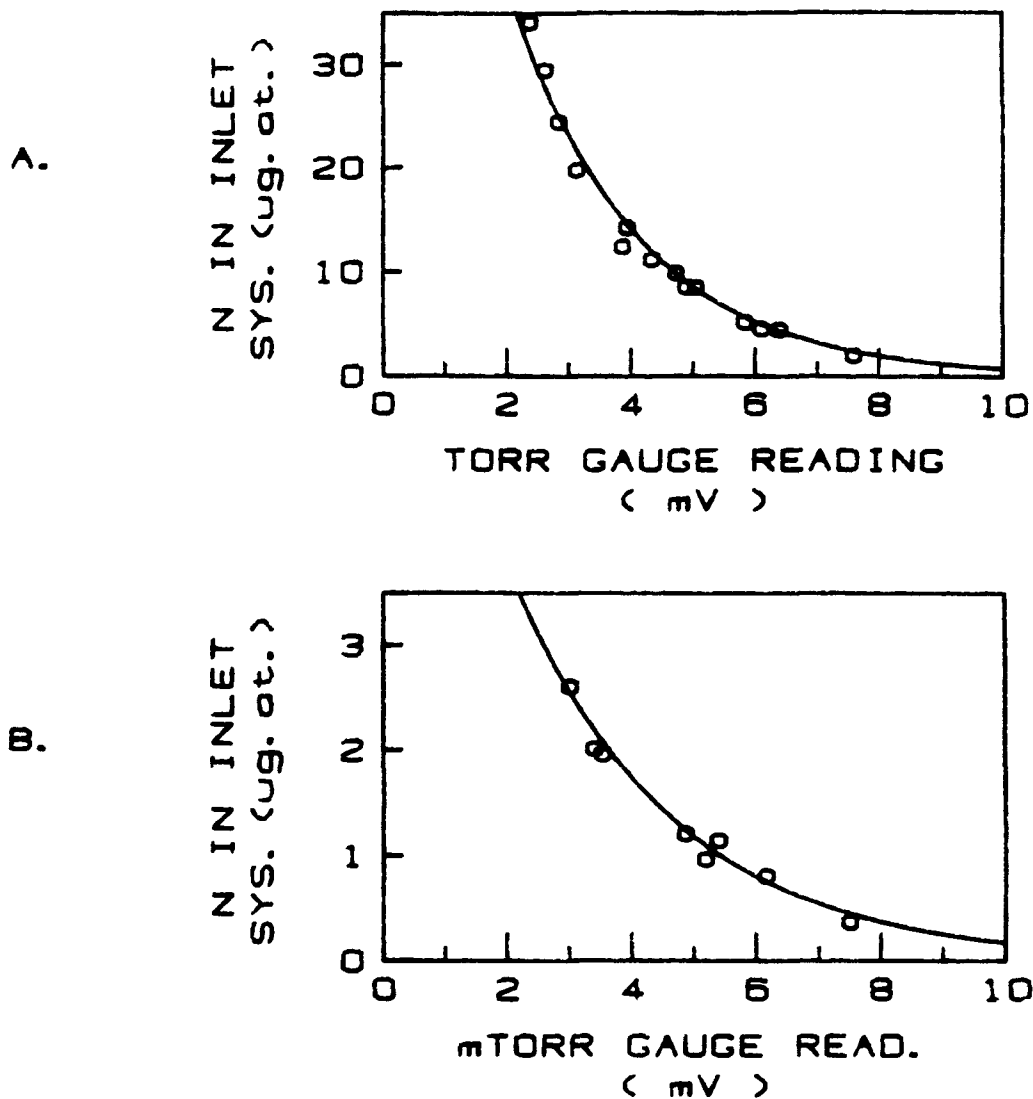 A.
N IN INLET
SYS. (ug. at.)
30
20
10
0
0 2 4 6 8 10
TORR GAUGE READING
( mV )
B.
N IN INLET
SYS. (ug. at.)
3
2
1
0
0 2 4 6 8 10
mTORR GAUGE READ.
( mV )